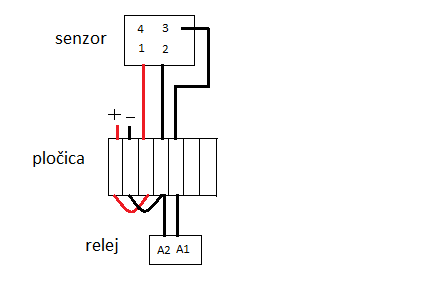 senzor
4 3
1 2
+ –
pločica
relej
A2 A1